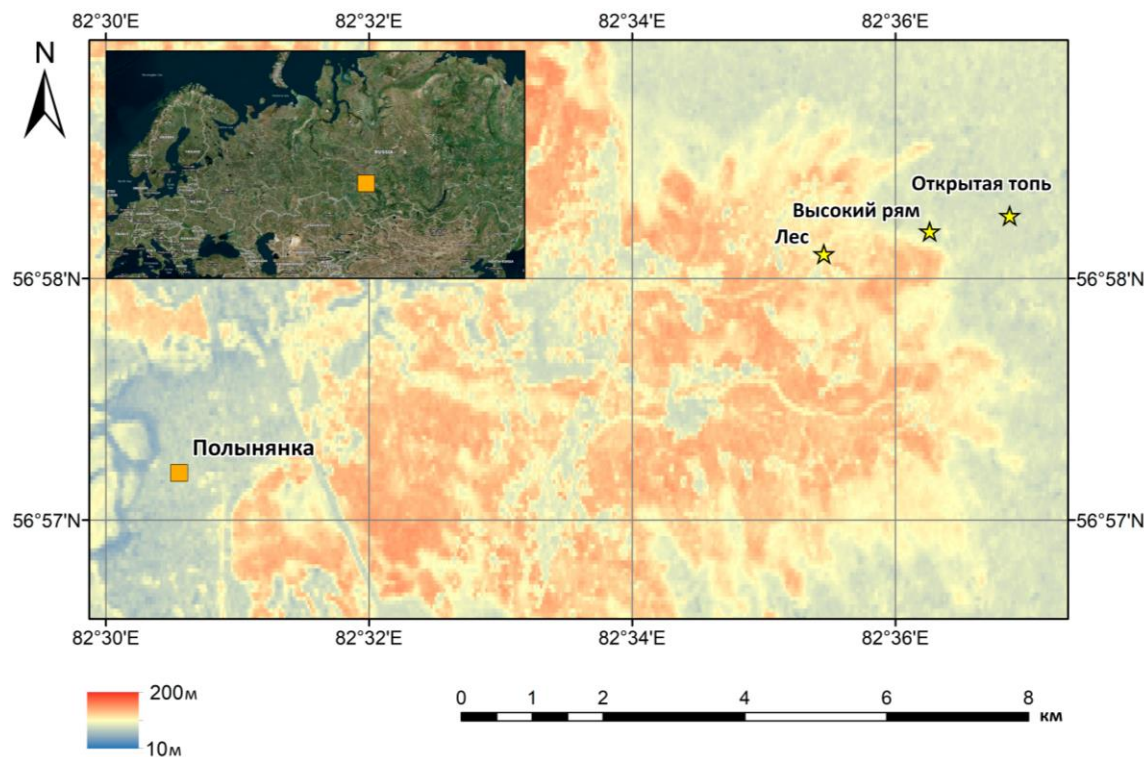 82°30'E 82°32'E 82°34'E 82°36'E
N
RUSSIA
Открытая топь
Высокий рям
Лес
56°58'N 56°58'N
Полынянка
56°57'N 56°57'N
82°30'E 82°32'E 82°34'E 82°36'E
200м
10м
0 1 2 4 6 8
км